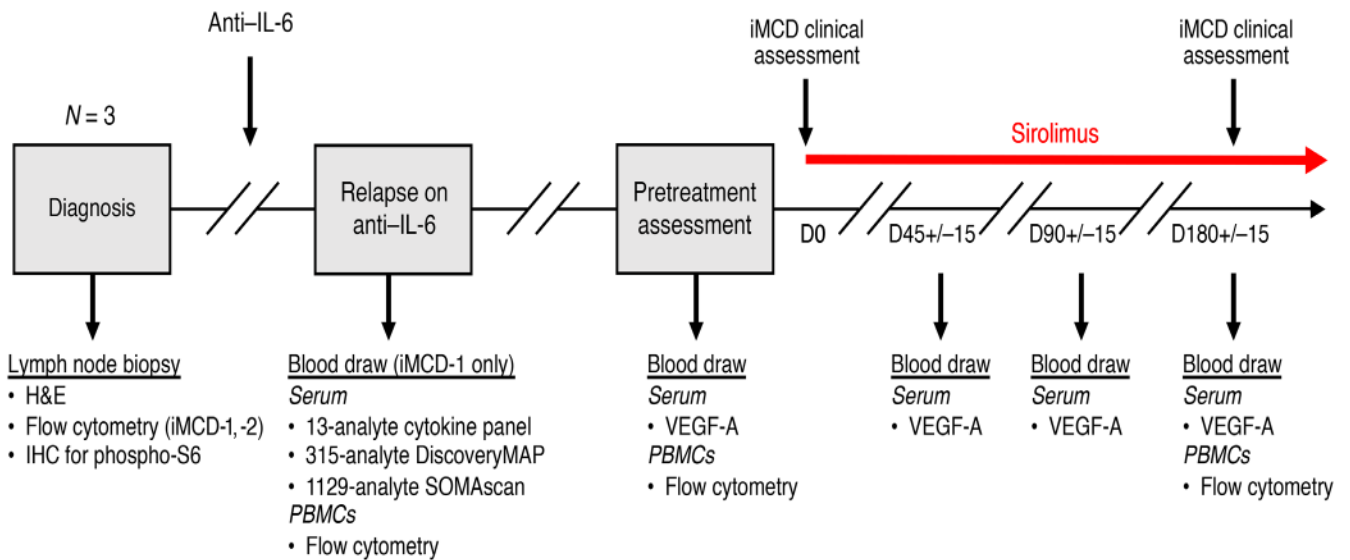 Anti–IL-6
iMCD clinical
assessment
iMCD clinical
assessment
N = 3
Sirolimus
Diagnosis
Relapse on
anti–IL-6
Pretreatment
assessment
D0
D45+/–15
D90+/–15
D180+/–15
Lymph node biopsy
• H&E
• Flow cytometry (iMCD-1,-2)
• IHC for phospho-S6
Blood draw (iMCD-1 only)
Serum
• 13-analyte cytokine panel
• 315-analyte DiscoveryMAP
• 1129-analyte SOMAscan
PBMCs
• Flow cytometry
Blood draw
Serum
• VEGF-A
PBMCs
• Flow cytometry
Blood draw
Serum
• VEGF-A
Blood draw
Serum
• VEGF-A
Blood draw
Serum
• VEGF-A
PBMCs
• Flow cytometry